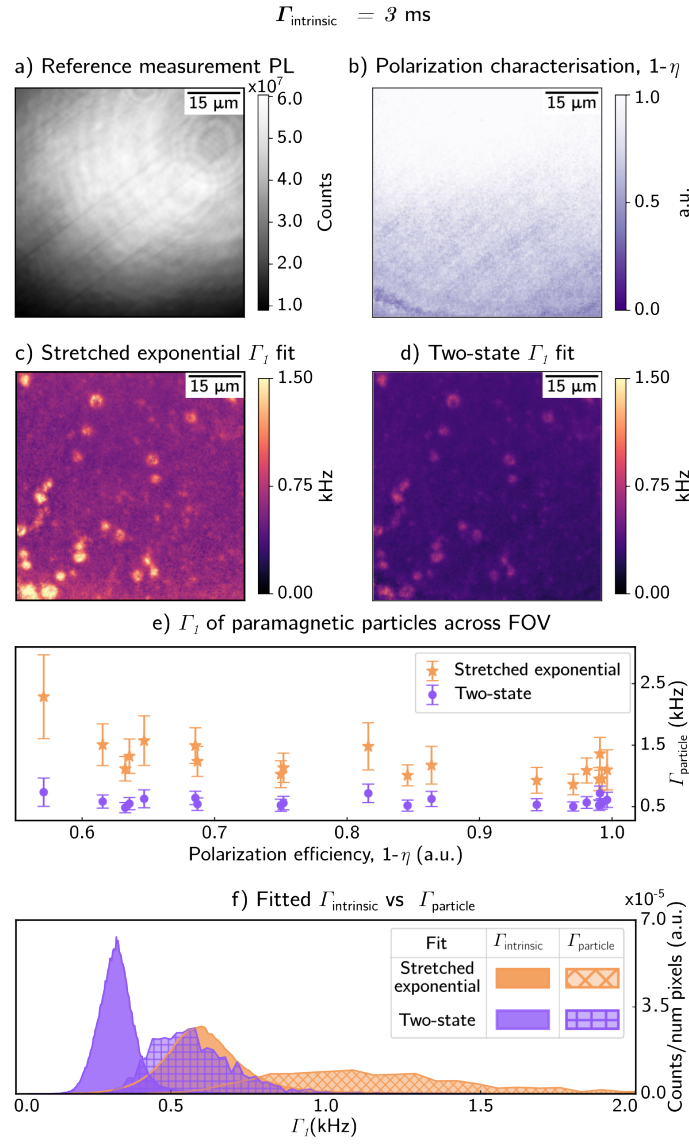 Γintrinsic = 3 ms
a) Reference measurement PL
b) Polarization characterisation, 1-η
x10⁷
15 µm
6.0
5.0
4.0
3.0
2.0
1.0
Counts
15 µm
1.0
0.5
0.0
a.u.
c) Stretched exponential Γ₁ fit
d) Two-state Γ₁ fit
15 µm
1.50
0.75
0.00
kHz
15 µm
1.50
0.75
0.00
kHz
e) Γ₁ of paramagnetic particles across FOV
Stretched exponential
Two-state
2.5
1.5
0.5
Γparticle (kHz)
0.6
0.7
0.8
0.9
1.0
Polarization efficiency, 1-η (a.u.)
f) Fitted Γintrinsic vs Γparticle
x10⁻⁵
7.0
3.5
0.0
Counts/num pixels (a.u.)
Fit
Γintrinsic
Γparticle
Stretched
exponential
Two-state
0.0
0.5
1.0
1.5
2.0
Γ₁(kHz)